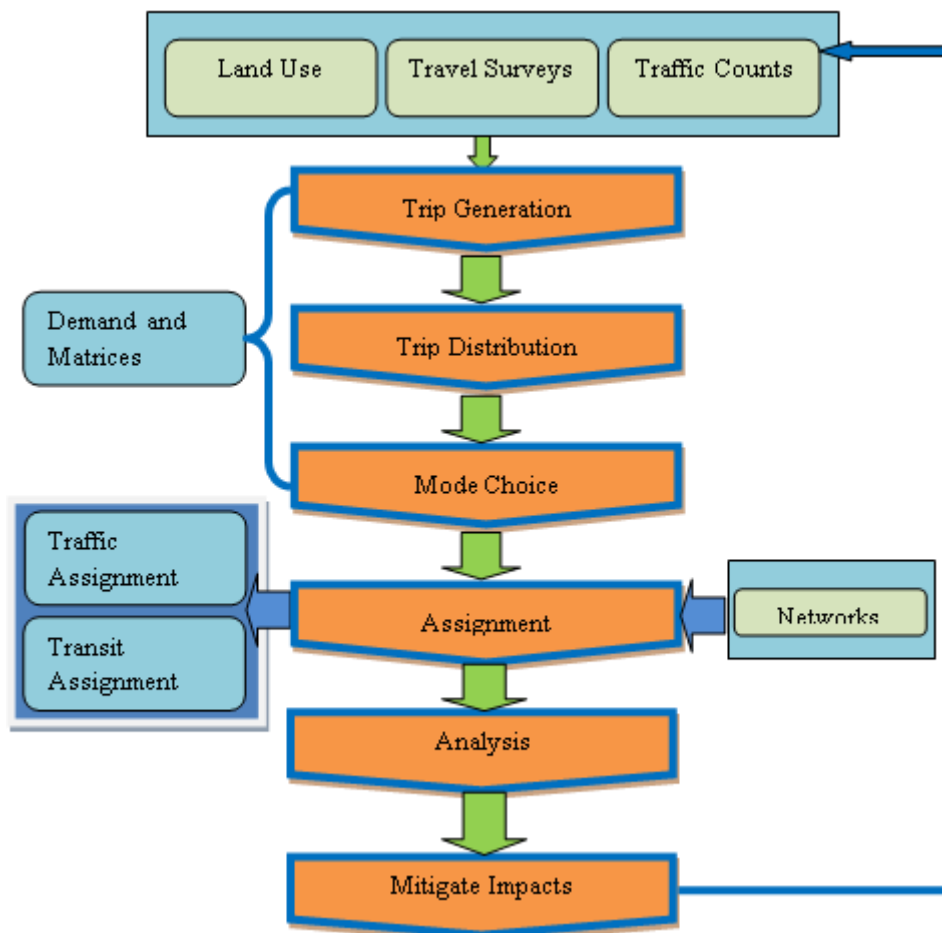 Land Use
Travel Surveys
Traffic Counts
Trip Generation
Demand and
Matrices
Trip Distribution
Mode Choice
Traffic
Assignment
Transit
Assignment
Assignment
Networks
Analysis
Mitigate Impacts